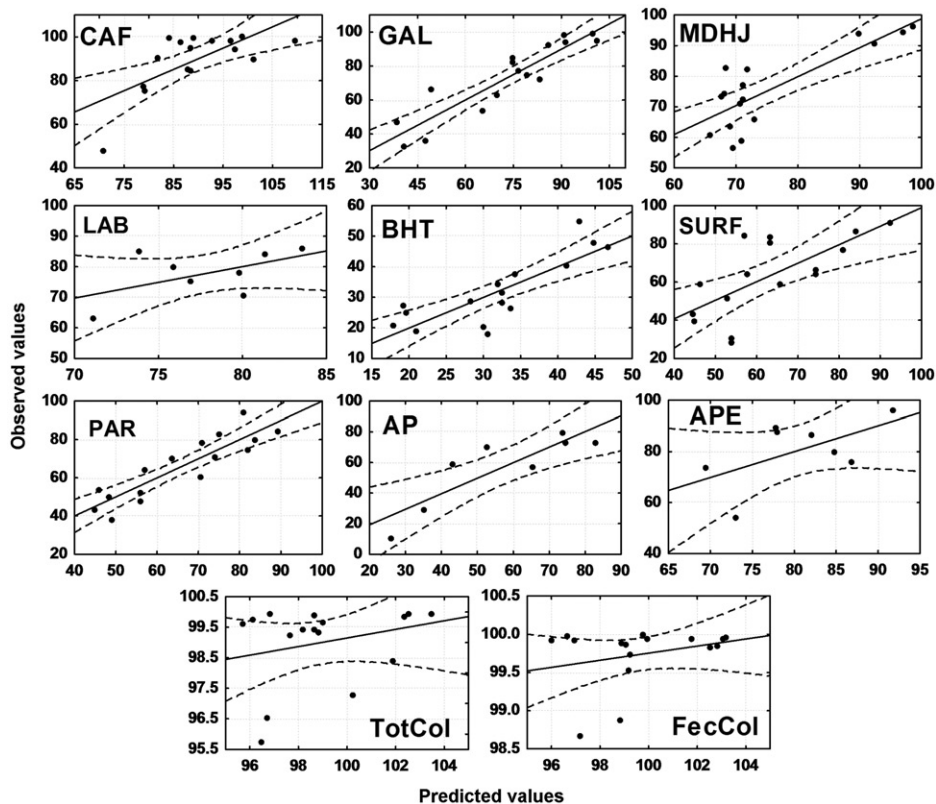 CAF
100
80
60
40
65 75 85 95 105 115
GAL
100
80
60
40
20
30 45 60 75 90 105
MDHJ
100
90
80
70
60
50
60 70 80 90 100
LAB
100
90
80
70
60
50
70 75 80 85
BHT
60
50
40
30
20
10
15 20 25 30 35 40 45 50
SURF
100
80
60
40
20
40 50 60 70 80 90 100
PAR
100
80
60
40
20
40 50 60 70 80 90 100
AP
100
80
60
40
20
0
20 30 40 50 60 70 80 90
APE
100
80
60
40
65 70 75 80 85 90 95
TotCol
100.5
99.5
98.5
97.5
96.5
95.5
96 98 100 102 104
FecCol
100.5
100.0
99.5
99.0
98.5
96 98 100 102 104
Observed values
Predicted values